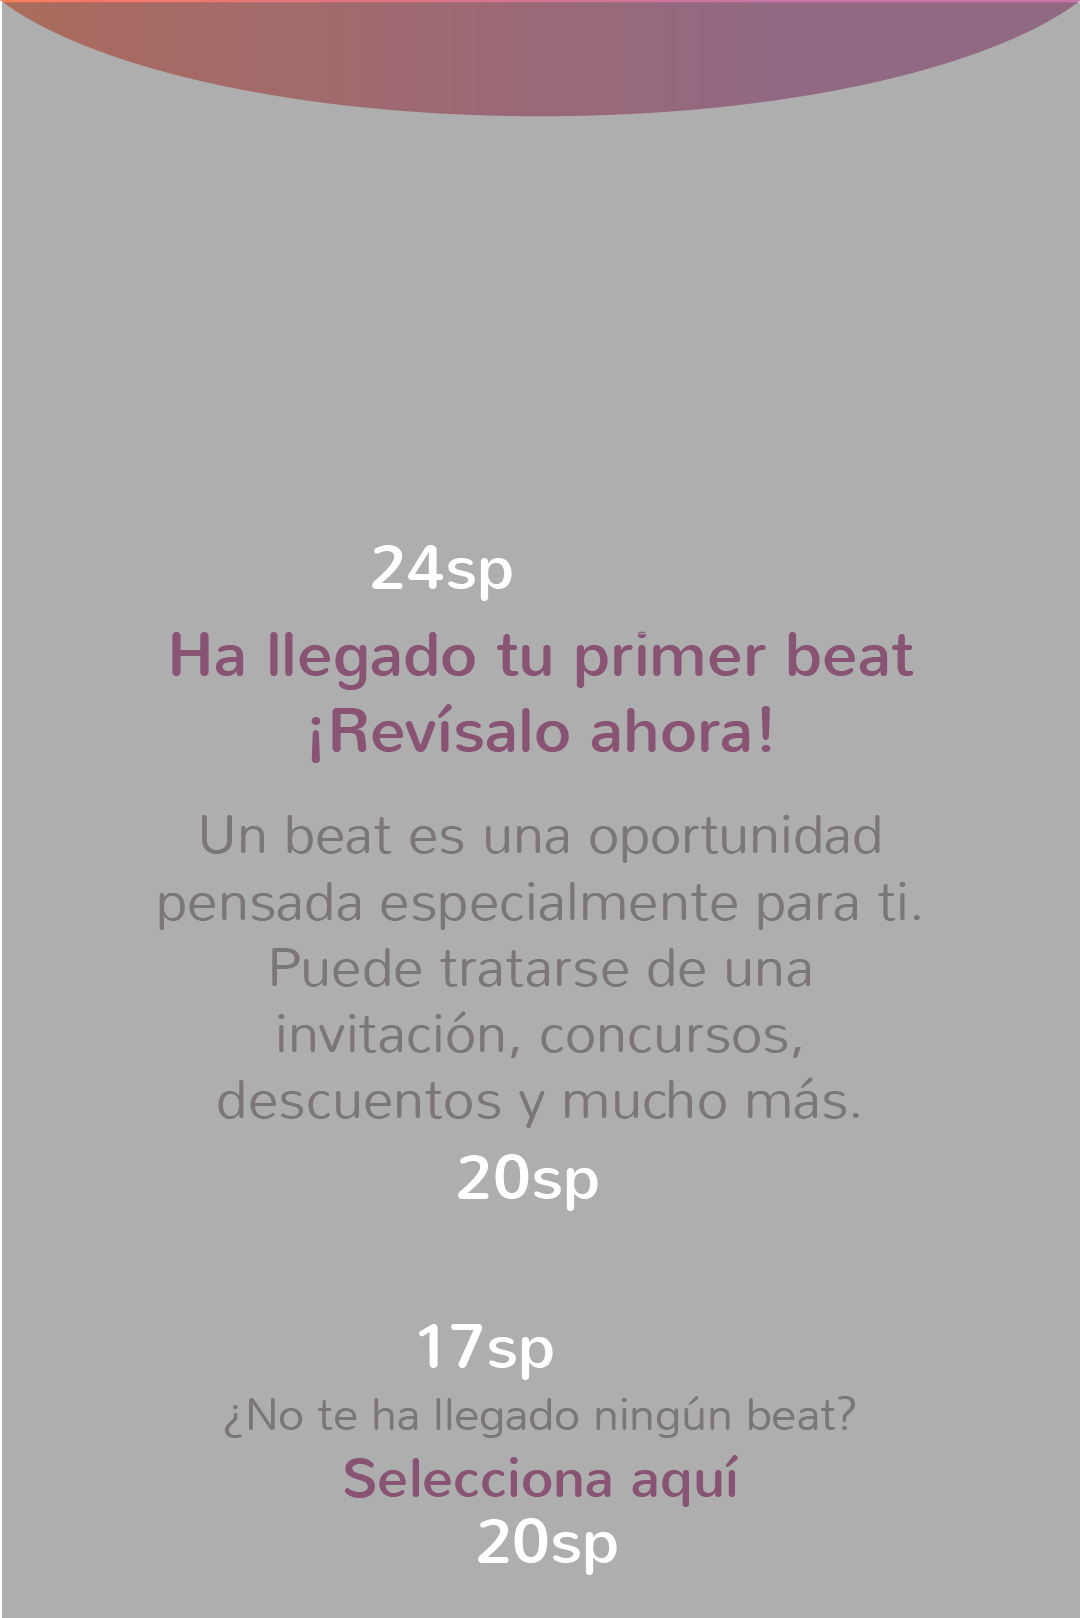 24sp
Ha llegado tu primer beat
¡Revísalo ahora!
Un beat es una oportunidad
pensada especialmente para ti.
Puede tratarse de una
invitación, concursos,
descuentos y mucho más.
20sp
17sp
¿No te ha llegado ningún beat?
Selecciona aquí
20sp